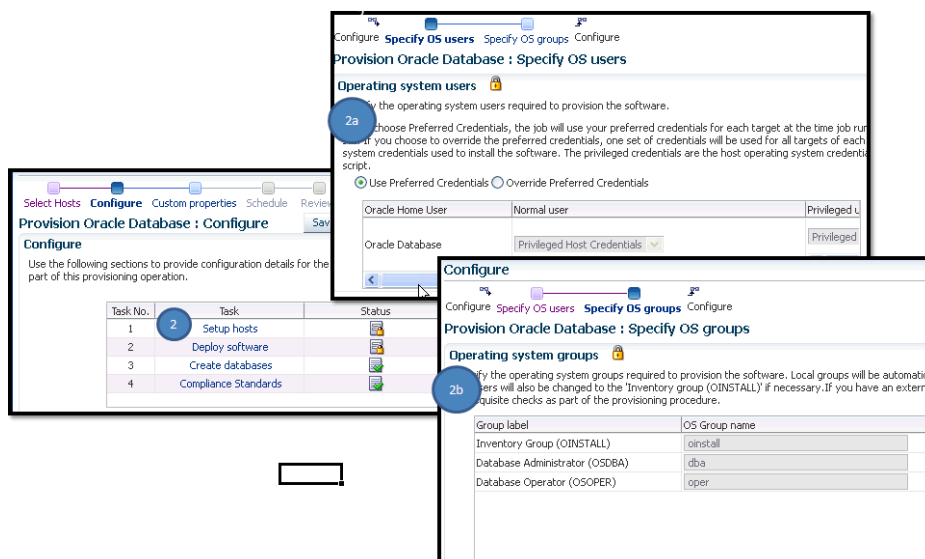 Configure Specify OS users Specify OS groups Configure
Provision Oracle Database : Specify OS users
Operating system users
the operating system users required to provision the software.
2a
choose Preferred Credentials, the job will use your preferred credentials for each target at the time job run
If you choose to override the preferred credentials, one set of credentials will be used for all targets of each
system credentials used to install the software. The privileged credentials are the host operating system credentia
script.
Use Preferred Credentials Override Preferred Credentials
Oracle Home User Normal user Privileged u
Oracle Database Privileged Host Credentials Privileged
Select Hosts Configure Custom properties Schedule Review
Provision Oracle Database : Configure Sav
Configure
Use the following sections to provide configuration details for the
part of this provisioning operation.
Task No. Task Status
1 2 Setup hosts
2 Deploy software
3 Create databases
4 Compliance Standards
Configure
Configure Specify OS users Specify OS groups Configure
Provision Oracle Database : Specify OS groups
Operating system groups
ify the operating system groups required to provision the software. Local groups will be automatic
2b
sers will also be changed to the 'Inventory group (OINSTALL)' if necessary.If you have an extern
equisite checks as part of the provisioning procedure.
Group label OS Group name
Inventory Group (OINSTALL) oinstall
Database Administrator (OSDBA) dba
Database Operator (OSOPER) oper